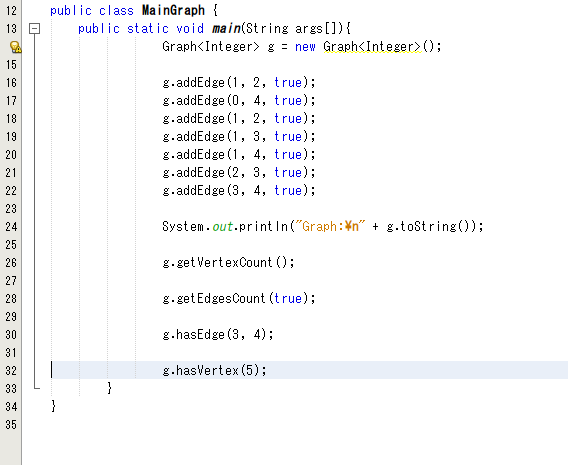 12 public class MainGraph {
13 public static void main(String args[]){
Graph<Integer> g = new Graph<Integer>();
15
16 g.addEdge(1, 2, true);
17 g.addEdge(0, 4, true);
18 g.addEdge(1, 2, true);
19 g.addEdge(1, 3, true);
20 g.addEdge(1, 4, true);
21 g.addEdge(2, 3, true);
22 g.addEdge(3, 4, true);
23
24 System.out.println("Graph:¥n" + g.toString());
25
26 g.getVertexCount();
27
28 g.getEdgesCount(true);
29
30 g.hasEdge(3, 4);
31
32 g.hasVertex(5);
33 }
34 }
35